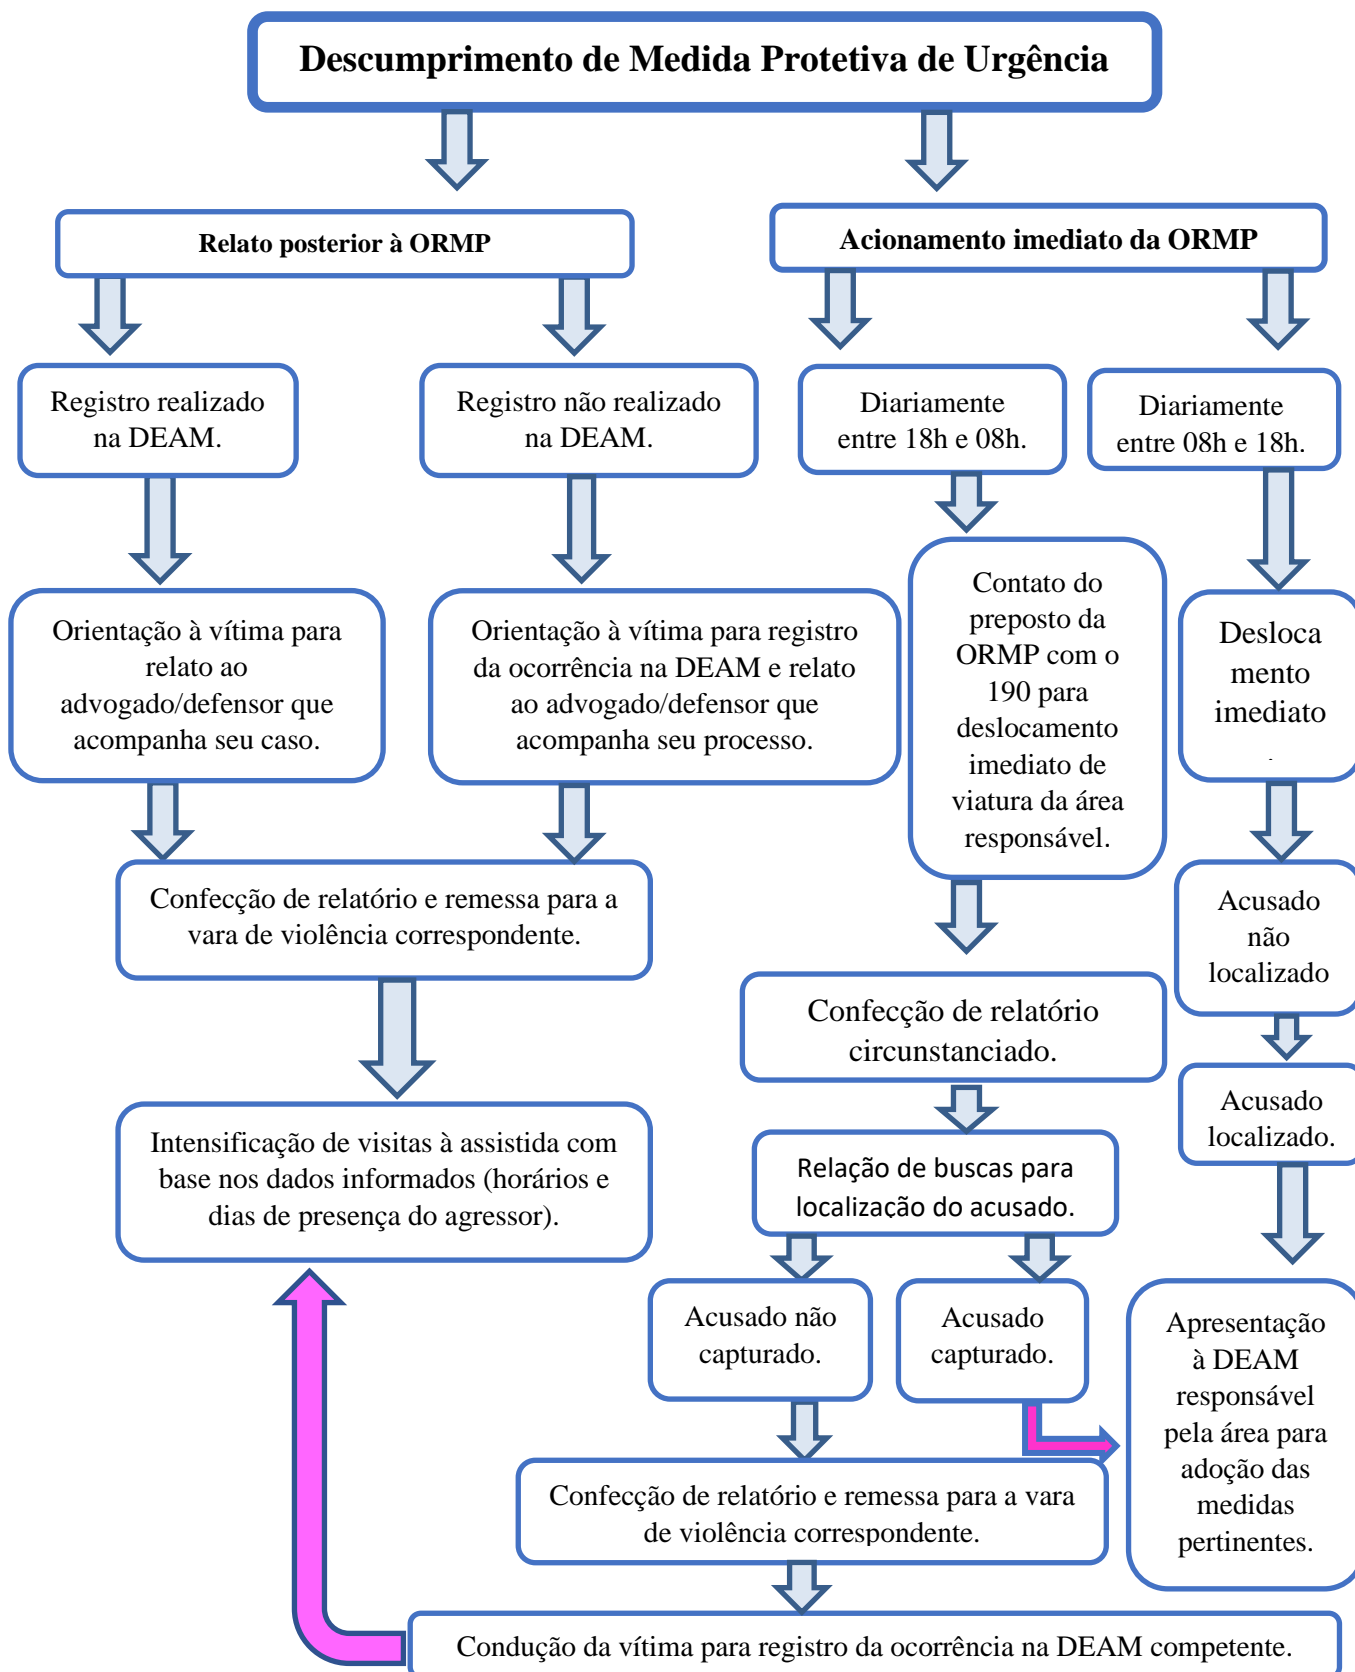 Descumprimento de Medida Protetiva de Urgência
Relato posterior à ORMP
Acionamento imediato da ORMP
Registro realizado
na DEAM.
Registro não realizado
na DEAM.
Diariamente
entre 18h e 08h.
Diariamente
entre 08h e 18h.
Orientação à vítima para
relato ao
advogado/defensor que
acompanha seu caso.
Orientação à vítima para registro
da ocorrência na DEAM e relato
ao advogado/defensor que
acompanha seu processo.
Contato do
preposto da
ORMP com o
190 para
deslocamento
imediato de
viatura da área
responsável.
Desloca
mento
imediato
.
Confecção de relatório e remessa para a
vara de violência correspondente.
Acusado
não
localizado
Confecção de relatório
circunstanciado.
Acusado
localizado.
Intensificação de visitas à assistida com
base nos dados informados (horários e
dias de presença do agressor).
Relação de buscas para
localização do acusado.
Acusado não
capturado.
Acusado
capturado.
Apresentação
à DEAM
responsável
pela área para
adoção das
medidas
pertinentes.
Confecção de relatório e remessa para a vara
de violência correspondente.
Condução da vítima para registro da ocorrência na DEAM competente.